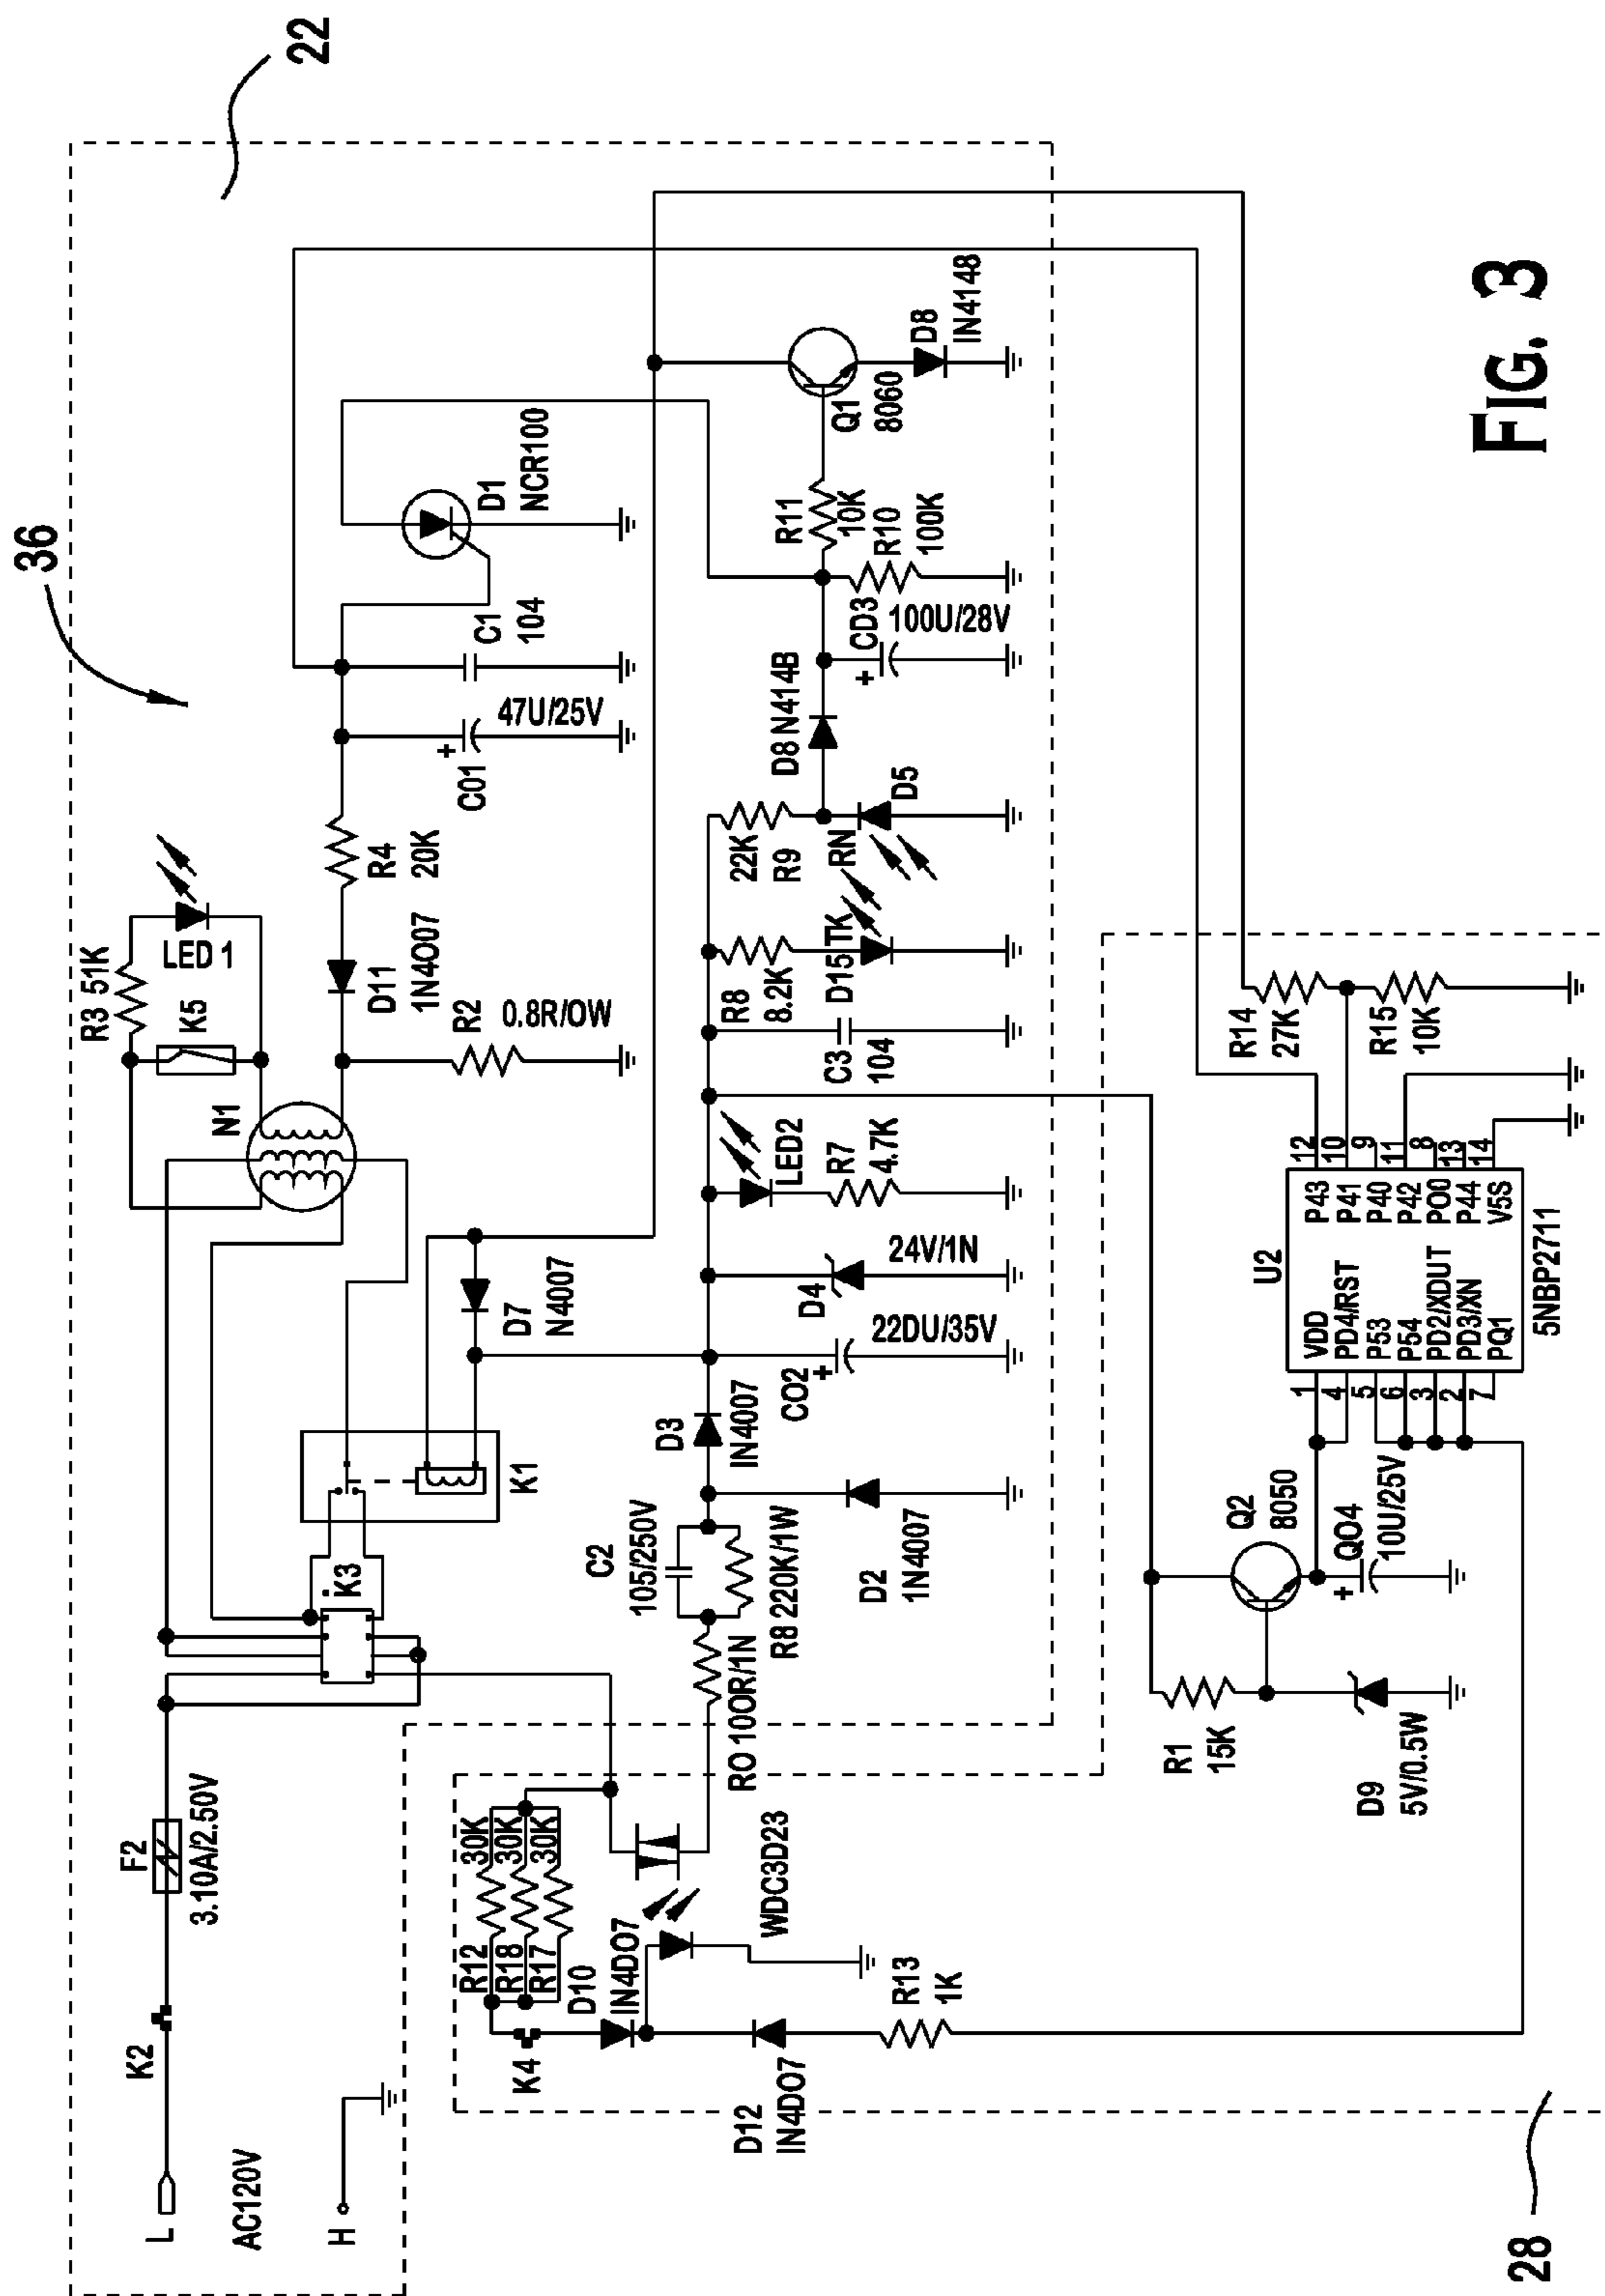 22
36
R3 51K
LED 1
K5
N1
F2
3.10A/2.50V
K2
L
AC120V
H
K3
K1
D11
1N4O07
R4
20K
R2
0.8R/OW
C01
47U/25V
C1
104
D1
NCR100
D7
N4007
C2
105/250V
R8 220K/1W
RO 10OR/1N
D3
IN4007
D2
1N4007
CO2
22DU/35V
D4
24V/1N
LED2
R7
4.7K
C3
104
R8
8.2K
D15
TK
22K
R9
RN
D5
D8 N414B
CD3
100U/28V
R11
10K
R10
100K
Q1
8060
D8
IN4148
R12
R18
R17
30K
30K
30K
K4
D10
IN4DO7
WDC3D23
D12
IN4DO7
R13
1K
R1
15K
D9
5V/0.5W
Q2
8050
QO4
10U/25V
R14
27K
R15
10K
U2
5NBP2711
1 VDD
4 PD4/RST
5 P53
6 P54
3 PD2/XDUT
2 PD3/XN
7 PQ1
P43 12
P41 10
P40 9
P42 11
PO0 8
P44 13
V5S 14
28
FIG. 3